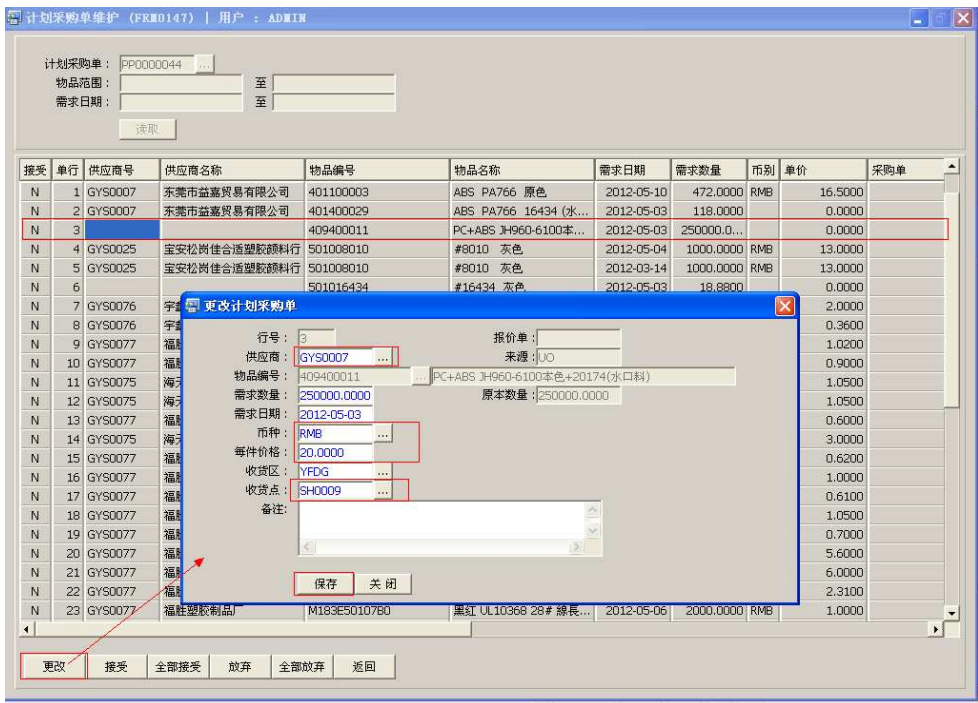 计划采购单维护 (FRM0147) | 用户 : ADMIN
计划采购单： PP0000044 ...
物品范围： 至
需求日期： 至
读取
接受 单行 供应商号 供应商名称 物品编号 物品名称 需求日期 需求数量 币别 单价 采购单
N 1 GYS0007 东莞市益嘉贸易有限公司 401100003 ABS PA766 原色 2012-05-10 472.0000 RMB 16.5000
N 2 GYS0007 东莞市益嘉贸易有限公司 401400029 ABS PA766 16434 (水... 2012-05-03 118.0000 0.0000
N 3 409400011 PC+ABS JH960-6100本... 2012-05-03 250000.0... 0.0000
N 4 GYS0025 宝安松岗佳合适塑胶颜料行 501008010 #8010 灰色 2012-05-04 1000.0000 RMB 13.0000
N 5 GYS0025 宝安松岗佳合适塑胶颜料行 501008010 #8010 灰色 2012-03-14 1000.0000 RMB 13.0000
N 6 501016434 #16434 灰色 2012-05-03 18.8800 0.0000
N 7 GYS0076 2.0000
N 8 GYS0076 0.3600
N 9 GYS0077 福 1.0200
N 10 GYS0077 福 0.9000
N 11 GYS0075 海 1.0500
N 12 GYS0075 海 1.0500
N 13 GYS0077 福 0.6000
N 14 GYS0075 海 3.0000
N 15 GYS0077 福 0.6200
N 16 GYS0077 福 1.0000
N 17 GYS0077 福 0.6100
N 18 GYS0077 福 1.0500
N 19 GYS0077 福 0.7000
N 20 GYS0077 福 5.6000
N 21 GYS0077 福 6.0000
N 22 GYS0077 福 2.3100
N 23 GYS0077 福胜塑胶制品厂 M183E50107B0 黑红 UL10368 28# 線長... 2012-05-06 2000.0000 RMB 1.0000
更改计划采购单
行号： 3 报价单：
供应商： GYS0007 ... 来源： UO
物品编号： 409400011 ... PC+ABS JH960-6100本色+20174(水口料)
需求数量： 250000.0000 原本数量： 250000.0000
需求日期： 2012-05-03
币种： RMB ...
每件价格： 20.0000
收货区： YFDG ...
收货点： SH0009 ...
备注:
保存 关闭
更改 接受 全部接受 放弃 全部放弃 返回